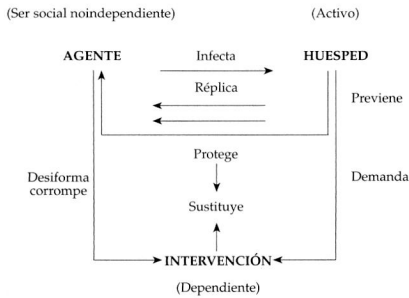 (Ser social noindependiente)
(Activo)
AGENTE
Infecta
HUESPED
Réplica
Previene
Protege
Desiforma
corrompe
Demanda
Sustituye
INTERVENCIÓN
(Dependiente)